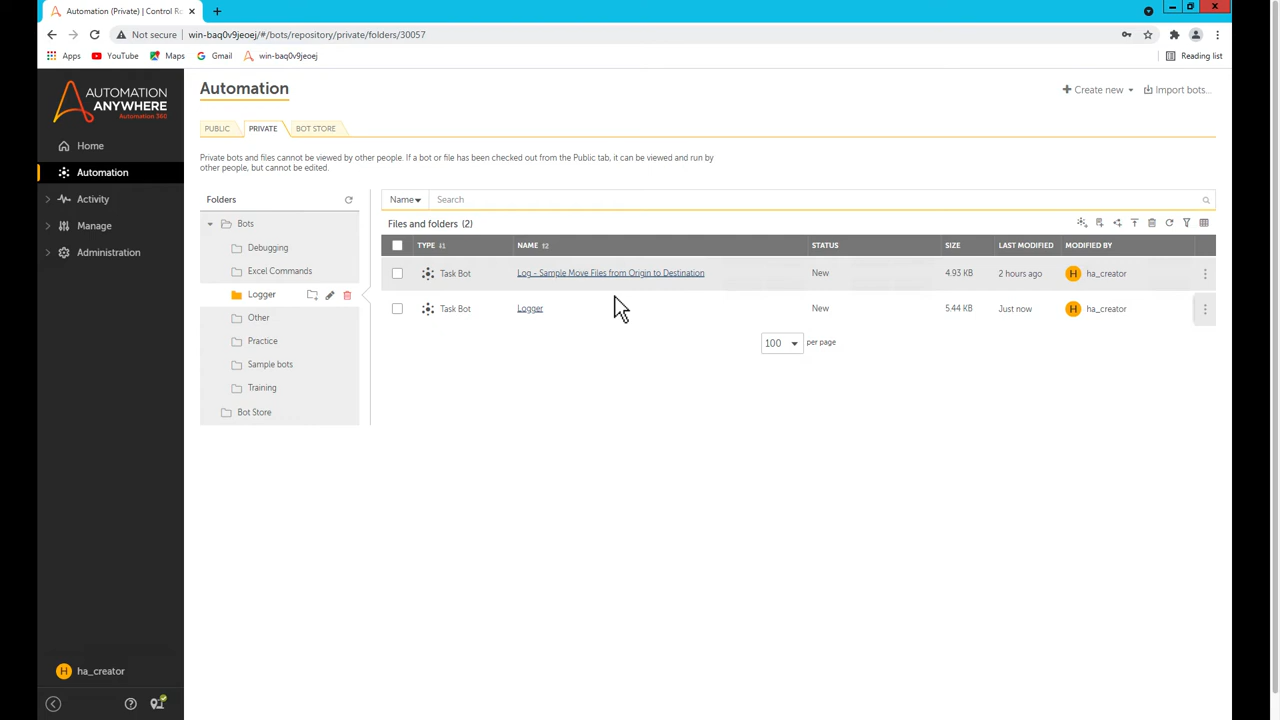 Automation (Private) | Control Ro
Not secure win-baq0v9jeoej/#/bots/repository/private/folders/30057
Apps YouTube Maps Gmail win-baq0v9jeoej Reading list
AUTOMATION
ANYWHERE
Automation 360
Home
Automation
Activity
Manage
Administration
ha_creator
Automation
Create new Import bots...
PUBLIC PRIVATE BOT STORE
Private bots and files cannot be viewed by other people. If a bot or file has been checked out from the Public tab, it can be viewed and run by
other people, but cannot be edited.
Folders
Bots
Debugging
Excel Commands
Logger
Other
Practice
Sample bots
Training
Bot Store
Name Search
Files and folders (2)
TYPE NAME STATUS SIZE LAST MODIFIED MODIFIED BY
Task Bot Log - Sample Move Files from Origin to Destination New 4.93 KB 2 hours ago H ha_creator
Task Bot Logger New 5.44 KB Just now H ha_creator
100 per page